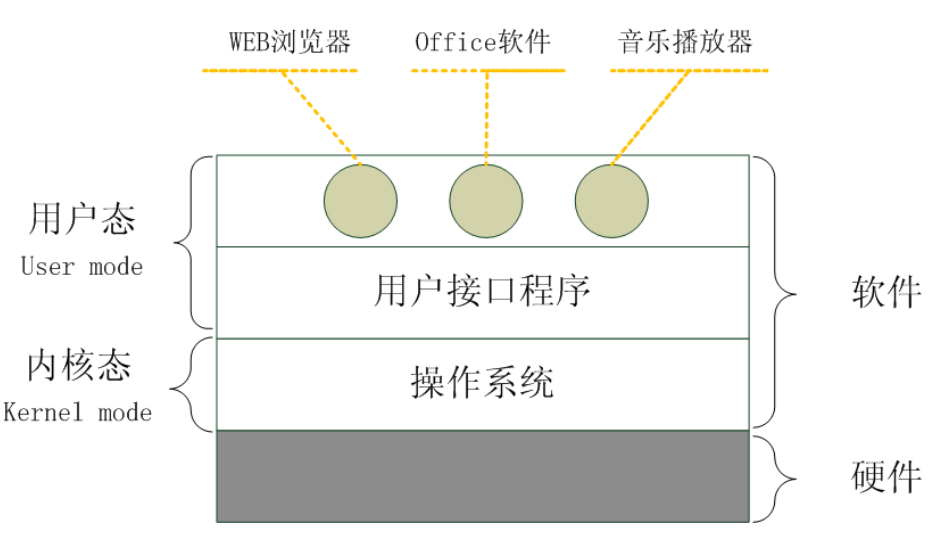 WEB浏览器
Office软件
音乐播放器
用户态
User mode
用户接口程序
软件
内核态
Kernel mode
操作系统
硬件